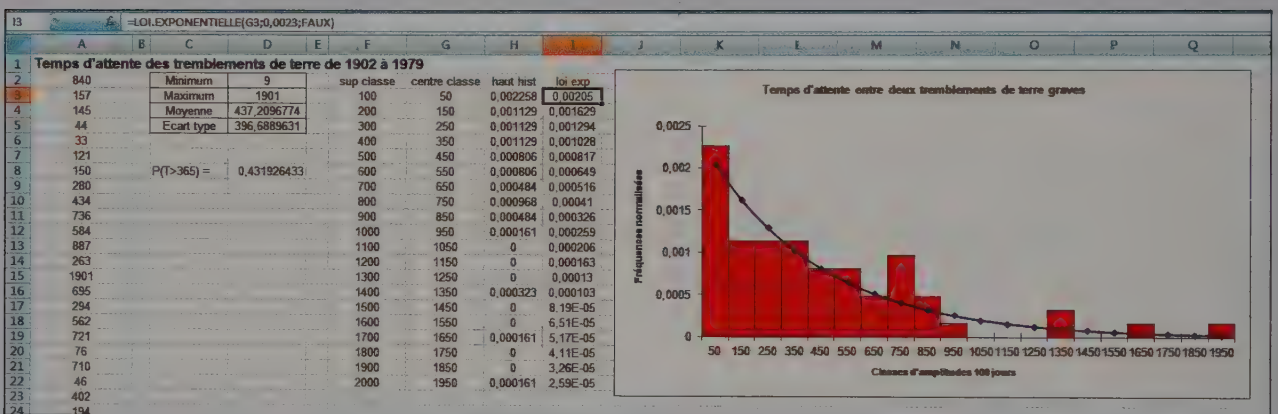 I3 fx =LOI.EXPONENTIELLE(G3;0,0023;FAUX)
A B C D E F G H I J K L M N O P Q
1 Temps d'attente des tremblements de terre de 1902 à 1979
2 840 Minimum 9 sup classe centre classe haut hist loi exp
3 157 Maximum 1901 100 50 0,002258 0,00205
4 145 Moyenne 437,2096774 200 150 0,001129 0,001629
5 44 Ecart type 396,6889631 300 250 0,001129 0,001294
6 33 400 350 0,001129 0,001028
7 121 500 450 0,000806 0,000817
8 150 P(T>365) = 0,431926433 600 550 0,000806 0,000649
9 280 700 650 0,000484 0,000516
10 434 800 750 0,000968 0,00041
11 736 900 850 0,000484 0,000326
12 584 1000 950 0,000161 0,000259
13 887 1100 1050 0 0,000206
14 263 1200 1150 0 0,000163
15 1901 1300 1250 0 0,00013
16 695 1400 1350 0,000323 0,000103
17 294 1500 1450 0 8,19E-05
18 562 1600 1550 0 6,51E-05
19 721 1700 1650 0,000161 5,17E-05
20 76 1800 1750 0 4,11E-05
21 710 1900 1850 0 3,26E-05
22 46 2000 1950 0,000161 2,59E-05
23 402
24 194
Temps d'attente entre deux tremblements de terre graves
Fréquenses normalisées
0,0025
0,002
0,0015
0,001
0,0005
0
50 150 250 350 450 550 650 750 850 950 1050 1150 1250 1350 1450 1550 1650 1750 1850 1950
Classes d'amplitudes 100 jours